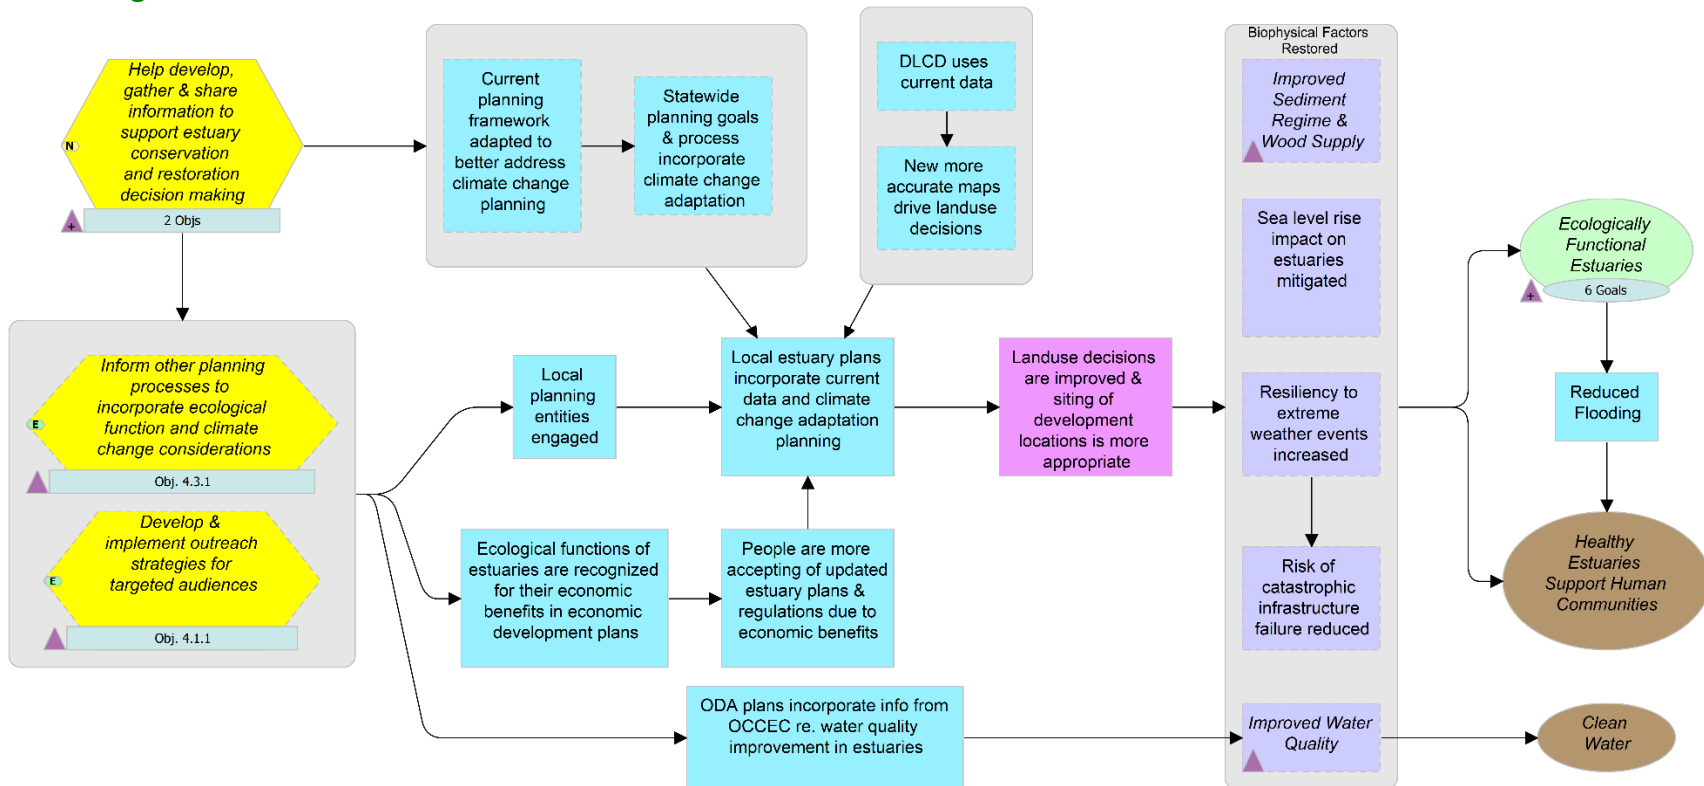 Help develop,
gather & share
information to
support estuary
conservation
and restoration
decision making
N
+
2 Objs
Current
planning
framework
adapted to
better address
climate change
planning
Statewide
planning goals
& process
incorporate
climate change
adaptation
DLCD uses
current data
New more
accurate maps
drive landuse
decisions
Biophysical Factors
Restored
Improved
Sediment
Regime &
Wood Supply
Sea level rise
impact on
estuaries
mitigated
Resiliency to
extreme
weather events
increased
Risk of
catastrophic
infrastructure
failure reduced
Improved Water
Quality
Ecologically
Functional
Estuaries
+
6 Goals
Reduced
Flooding
Healthy
Estuaries
Support Human
Communities
Clean
Water
Inform other planning
processes to
incorporate ecological
function and climate
change considerations
E
Obj. 4.3.1
Develop &
implement outreach
strategies for
targeted audiences
E
Obj. 4.1.1
Local
planning
entities
engaged
Local estuary plans
incorporate current
data and climate
change adaptation
planning
Landuse decisions
are improved &
siting of
development
locations is more
appropriate
Ecological functions of
estuaries are recognized
for their economic
benefits in economic
development plans
People are more
accepting of updated
estuary plans &
regulations due to
economic benefits
ODA plans incorporate info from
OCCEC re. water quality
improvement in estuaries